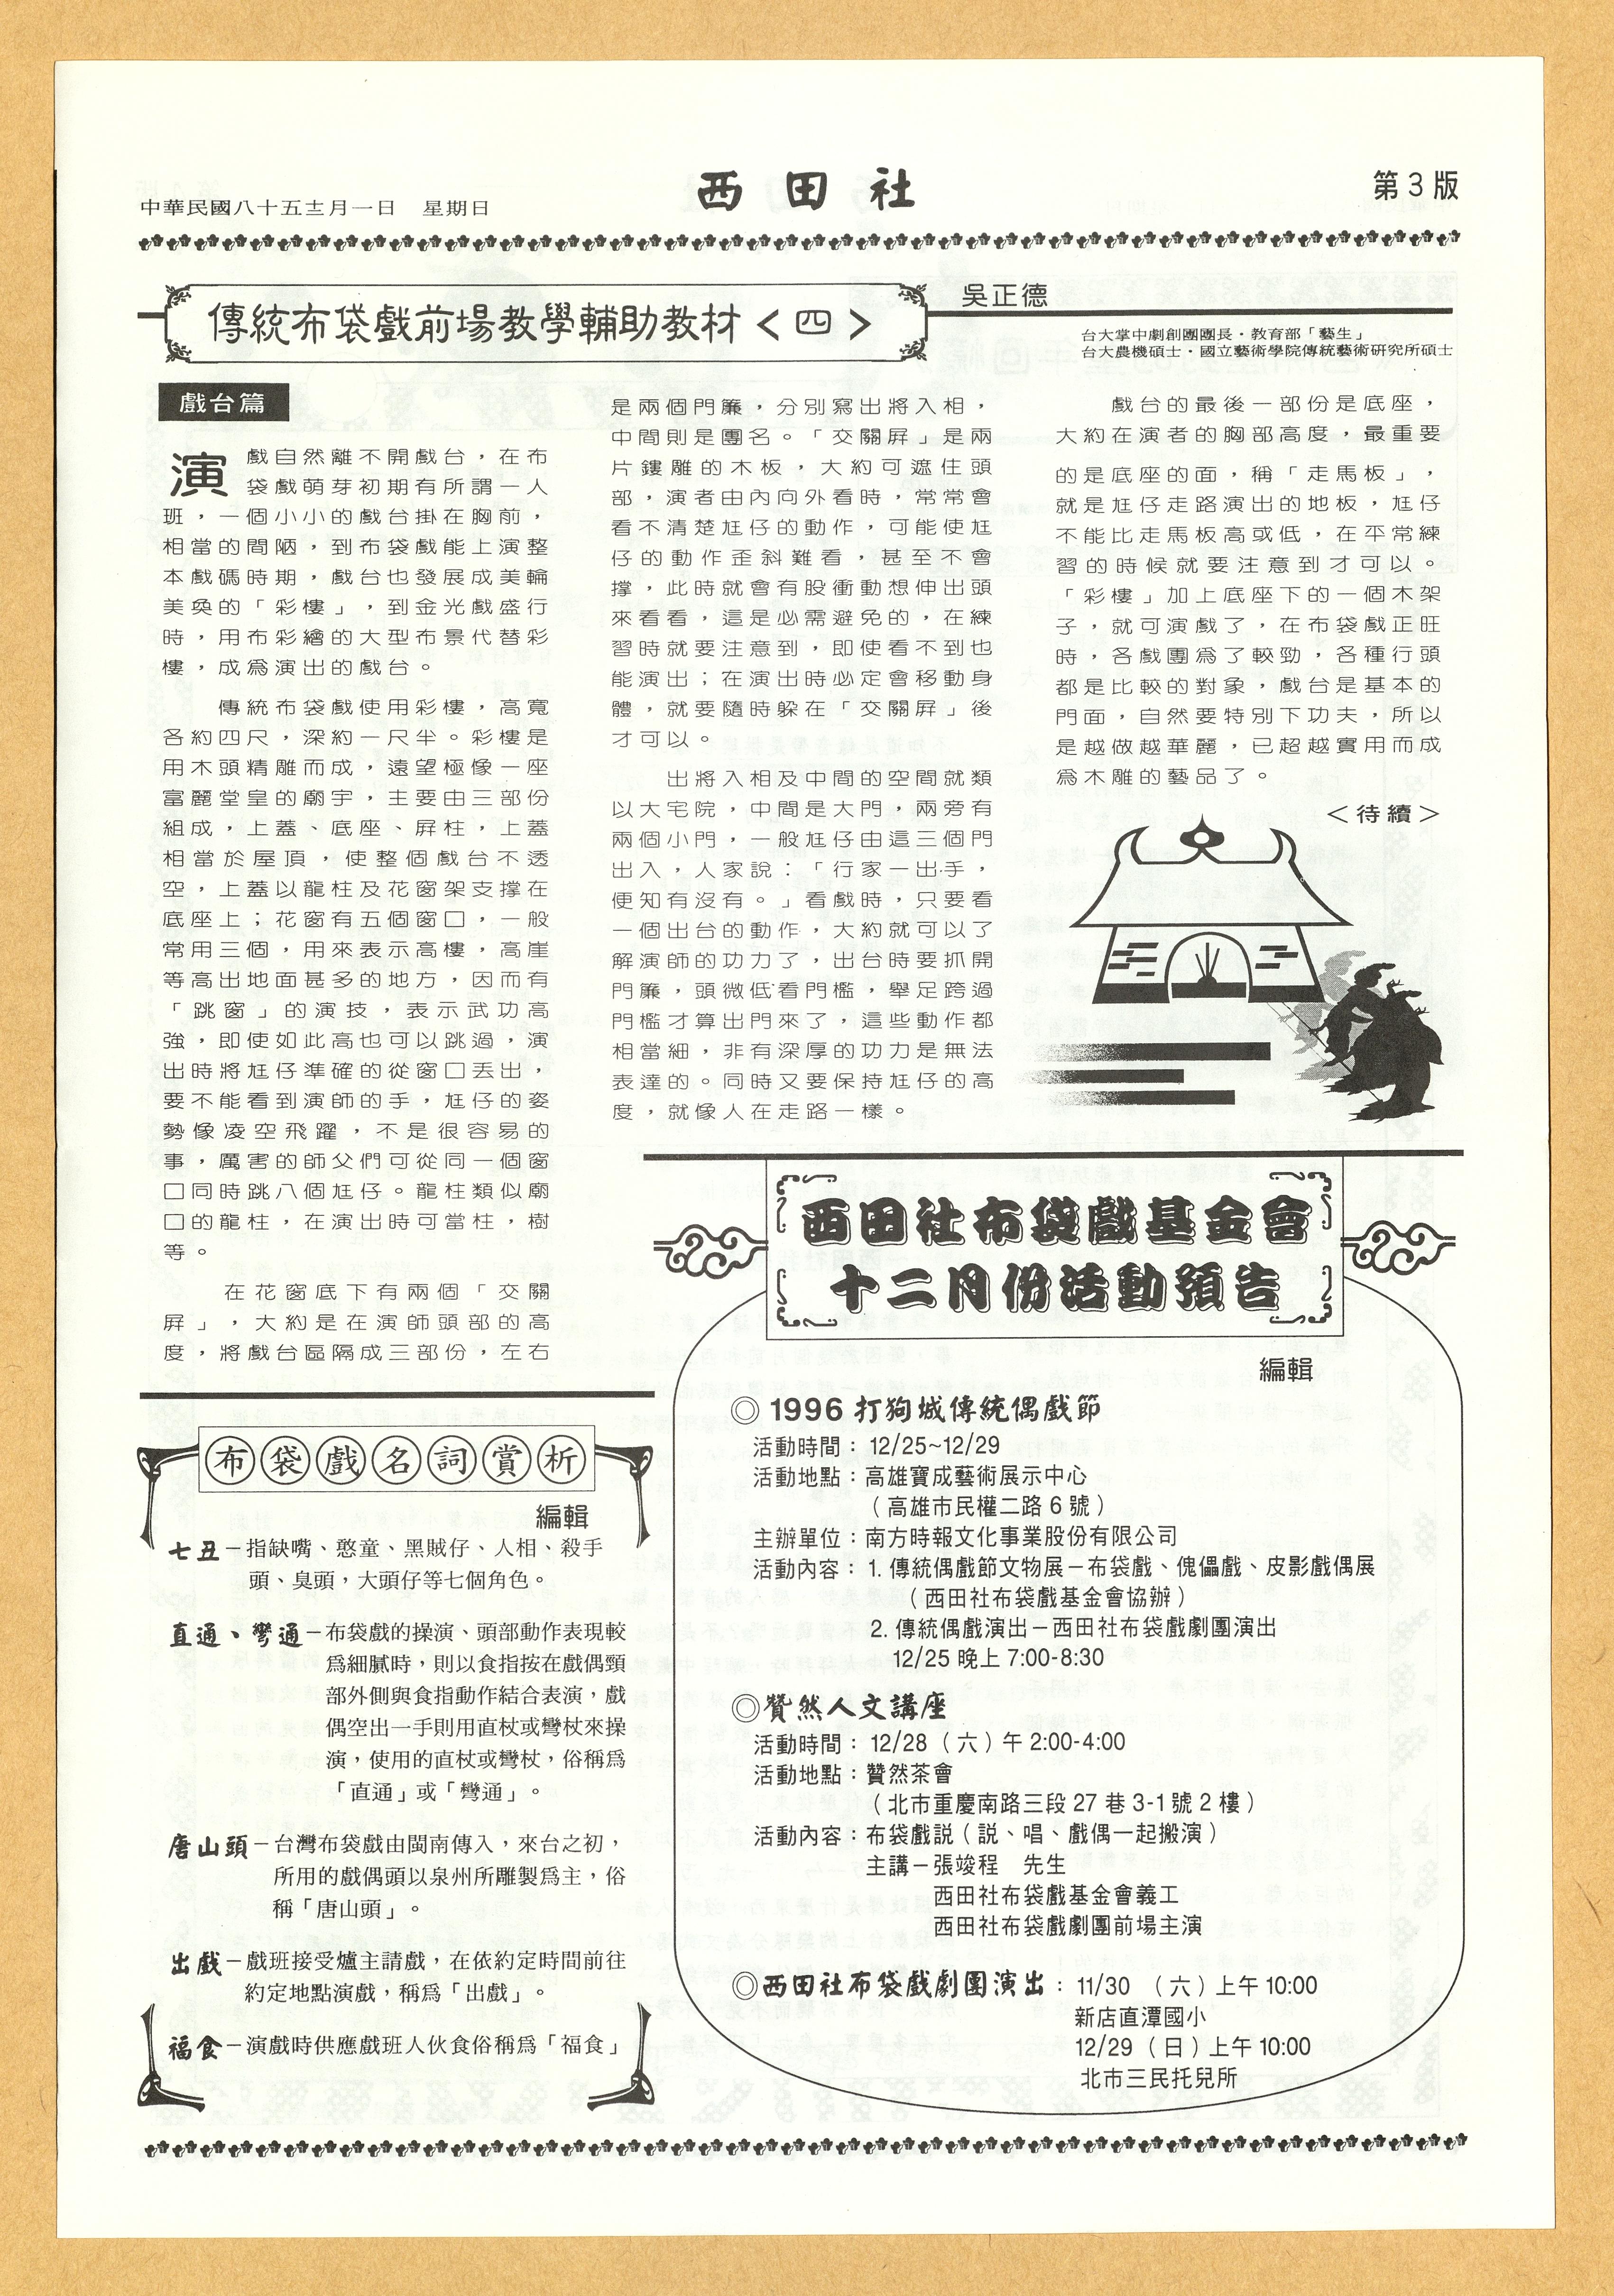 中華民國八十五年十二月一日　星期日
西田社
第3版
傳統布袋戲前場教學輔助教材＜四＞
吳正德
台大掌中劇創團團長・教育部「藝生」
台大農機碩士・國立藝術學院傳統藝術研究所碩士
戲台篇
演戲自然離不開戲台，在布
袋戲萌芽初期有所謂一人
班，一個小小的戲台掛在胸前，
相當的間陋，到布袋戲能上演整
本戲碼時期，戲台也發展成美輪
美奐的「彩樓」，到金光戲盛行
時，用布彩繪的大型布景代替彩
樓，成為演出的戲台。
傳統布袋戲使用彩樓，高寬
各約四尺，深約一尺半。彩樓是
用木頭精雕而成，遠望極像一座
富麗堂皇的廟宇，主要由三部份
組成，上蓋、底座、屏柱，上蓋
相當於屋頂，使整個戲台不透
空，上蓋以龍柱及花窗架支撐在
底座上；花窗有五個窗口，一般
常用三個，用來表示高樓，高崖
等高出地面甚多的地方，因而有
「跳窗」的演技，表示武功高
強，即使如此高也可以跳過，演
出時將尪仔準確的從窗口丟出，
要不能看到演師的手，尪仔的姿
勢像凌空飛躍，不是很容易的
事，厲害的師父們可從同一個窗
口同時跳八個尪仔。龍柱類似廟
口的龍柱，在演出時可當柱，樹
等。
在花窗底下有兩個「交關
屏」，大約是在演師頭部的高
度，將戲台區隔成三部份，左右
是兩個門簾，分別寫出將入相，
中間則是團名。「交關屏」是兩
片鏤雕的木板，大約可遮住頭
部，演者由內向外看時，常常會
看不清楚尪仔的動作，可能使尪
仔的動作歪斜難看，甚至不會
撐，此時就會有股衝動想伸出頭
來看看，這是必需避免的，在練
習時就要注意到，即使看不到也
能演出；在演出時必定會移動身
體，就要隨時躲在「交關屏」後
才可以。
出將入相及中間的空間就類
以大宅院，中間是大門，兩旁有
兩個小門，一般尪仔由這三個門
出入，人家說：「行家一出手，
便知有沒有。」看戲時，只要看
一個出台的動作，大約就可以了
解演師的功力了，出台時要抓開
門簾，頭微低看門檻，舉足跨過
門檻才算出門來了，這些動作都
相當細，非有深厚的功力是無法
表達的。同時又要保持尪仔的高
度，就像人在走路一樣。
戲台的最後一部份是底座，
大約在演者的胸部高度，最重要
的是底座的面，稱「走馬板」，
就是尪仔走路演出的地板，尪仔
不能比走馬板高或低，在平常練
習的時候就要注意到才可以。
「彩樓」加上底座下的一個木架
子，就可演戲了，在布袋戲正旺
時，各戲團為了較勁，各種行頭
都是比較的對象，戲台是基本的
門面，自然要特別下功夫，所以
是越做越華麗，已超越實用而成
為木雕的藝品了。
＜待續＞
布袋戲名詞賞析
編輯
七丑－指缺嘴、憨童、黑賊仔、人相、殺手
頭、臭頭，大頭仔等七個角色。
直通、彎通－布袋戲的操演、頭部動作表現較
為細膩時，則以食指按在戲偶頸
部外側與食指動作結合表演，戲
偶空出一手則用直杖或彎杖來操
演，使用的直杖或彎杖，俗稱為
「直通」或「彎通」。
唐山頭－台灣布袋戲由閩南傳入，來台之初，
所用的戲偶頭以泉州所雕製為主，俗
稱「唐山頭」。
出戲－戲班接受爐主請戲，在依約定時間前往
約定地點演戲，稱為「出戲」。
福食－演戲時供應戲班人伙食俗稱為「福食」
西田社布袋戲基金會
十二月份活動預告
編輯
◎1996打狗城傳統偶戲節
活動時間：12/25~12/29
活動地點：高雄寶成藝術展示中心
（高雄市民權二路6號）
主辦單位：南方時報文化事業股份有限公司
活動內容：1.傳統偶戲節文物展－布袋戲、傀儡戲、皮影戲偶展
（西田社布袋戲基金會協辦）
2.傳統偶戲演出－西田社布袋戲劇團演出
12/25晚上7:00-8:30
◎贊然人文講座
活動時間：12/28（六）午2:00-4:00
活動地點：贊然茶會
（北市重慶南路三段27巷3-1號2樓）
活動內容：布袋戲說（說、唱、戲偶一起搬演）
主講－張竣程　先生
西田社布袋戲基金會義工
西田社布袋戲劇團前場主演
◎西田社布袋戲劇團演出：11/30（六）上午10:00
新店直潭國小
12/29（日）上午10:00
北市三民托兒所